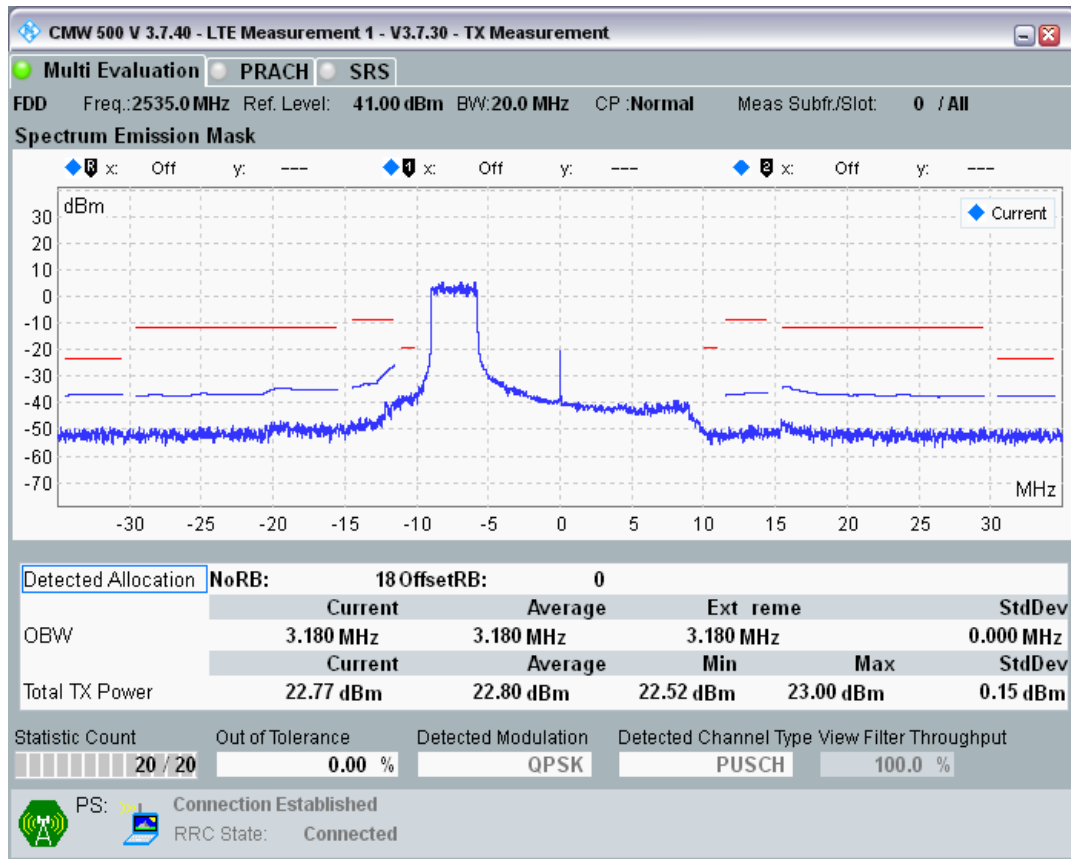 CMW 500 V 3.7.40 - LTE Measurement 1 - V3.7.30 - TX Measurement
Multi Evaluation PRACH SRS
FDD Freq.:2535.0 MHz Ref. Level: 41.00 dBm BW:20.0 MHz CP :Normal Meas Subfr./Slot: 0 / All
Spectrum Emission Mask
R x: Off y: --- 1 x: Off y: --- 2 x: Off y: ---
dBm
Current
30
20
10
0
-10
-20
-30
-40
-50
-60
-70
MHz
-30 -25 -20 -15 -10 -5 0 5 10 15 20 25 30
Detected Allocation NoRB: 18 OffsetRB: 0
Current Average Ext reme StdDev
OBW 3.180 MHz 3.180 MHz 3.180 MHz 0.000 MHz
Current Average Min Max StdDev
Total TX Power 22.77 dBm 22.80 dBm 22.52 dBm 23.00 dBm 0.15 dBm
Statistic Count Out of Tolerance Detected Modulation Detected Channel Type View Filter Throughput
20 / 20 0.00 % QPSK PUSCH 100.0 %
PS: Connection Established
RRC State: Connected